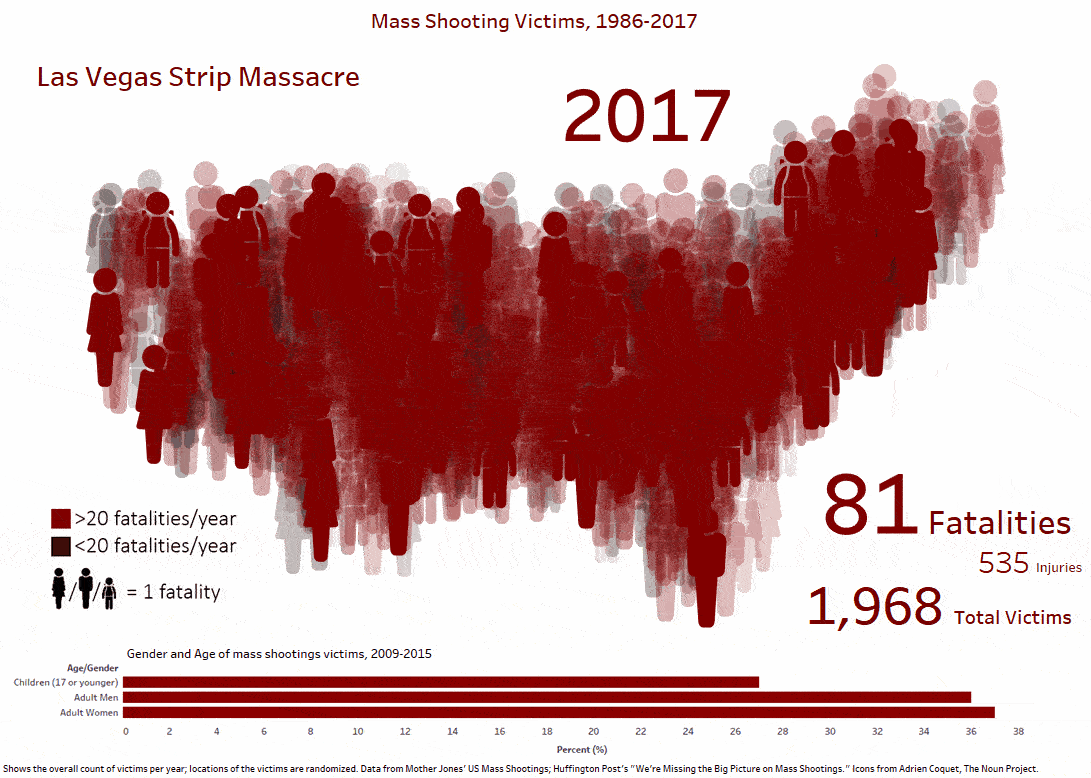 Mass Shooting Victims, 1986-2017
Las Vegas Strip Massacre
2017
81 Fatalities
535 Injuries
1,968 Total Victims
>20 fatalities/year
<20 fatalities/year
/ / = 1 fatality
Gender and Age of mass shootings victims, 2009-2015
Age/Gender
Children (17 or younger)
Adult Men
Adult Women
0 2 4 6 8 10 12 14 16 18 20 22 24 26 28 30 32 34 36 38
Percent (%)
Shows the overall count of victims per year; locations of the victims are randomized. Data from Mother Jones' US Mass Shootings; Huffington Post's "We're Missing the Big Picture on Mass Shootings." Icons from Adrien Coquet, The Noun Project.